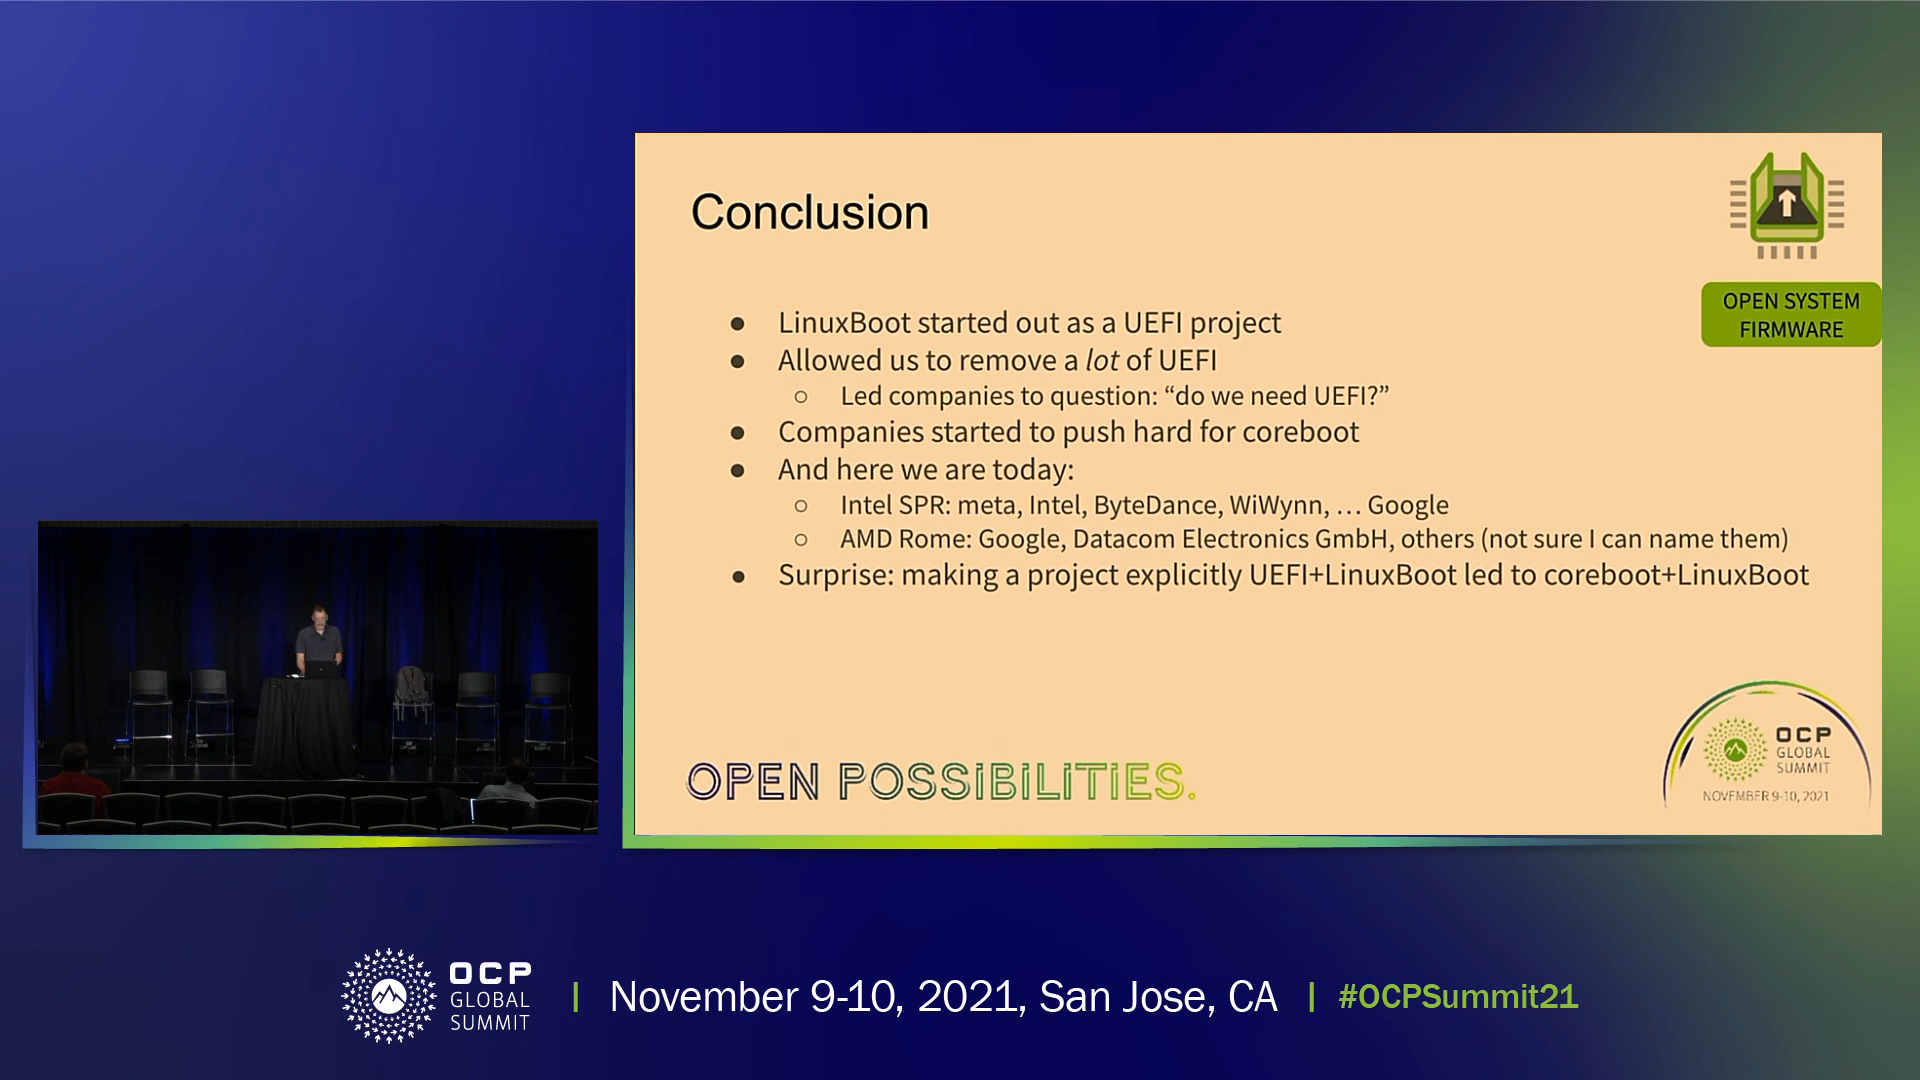 Conclusion
OPEN SYSTEM
FIRMWARE
● LinuxBoot started out as a UEFI project
● Allowed us to remove a lot of UEFI
○ Led companies to question: “do we need UEFI?”
● Companies started to push hard for coreboot
● And here we are today:
○ Intel SPR: meta, Intel, ByteDance, WiWynn, … Google
○ AMD Rome: Google, Datacom Electronics GmbH, others (not sure I can name them)
● Surprise: making a project explicitly UEFI+LinuxBoot led to coreboot+LinuxBoot
OPEN POSSIBILITIES.
OCP
GLOBAL
SUMMIT
NOVEMBER 9-10, 2021
OCP
GLOBAL
SUMMIT
| November 9-10, 2021, San Jose, CA | #OCPSummit21